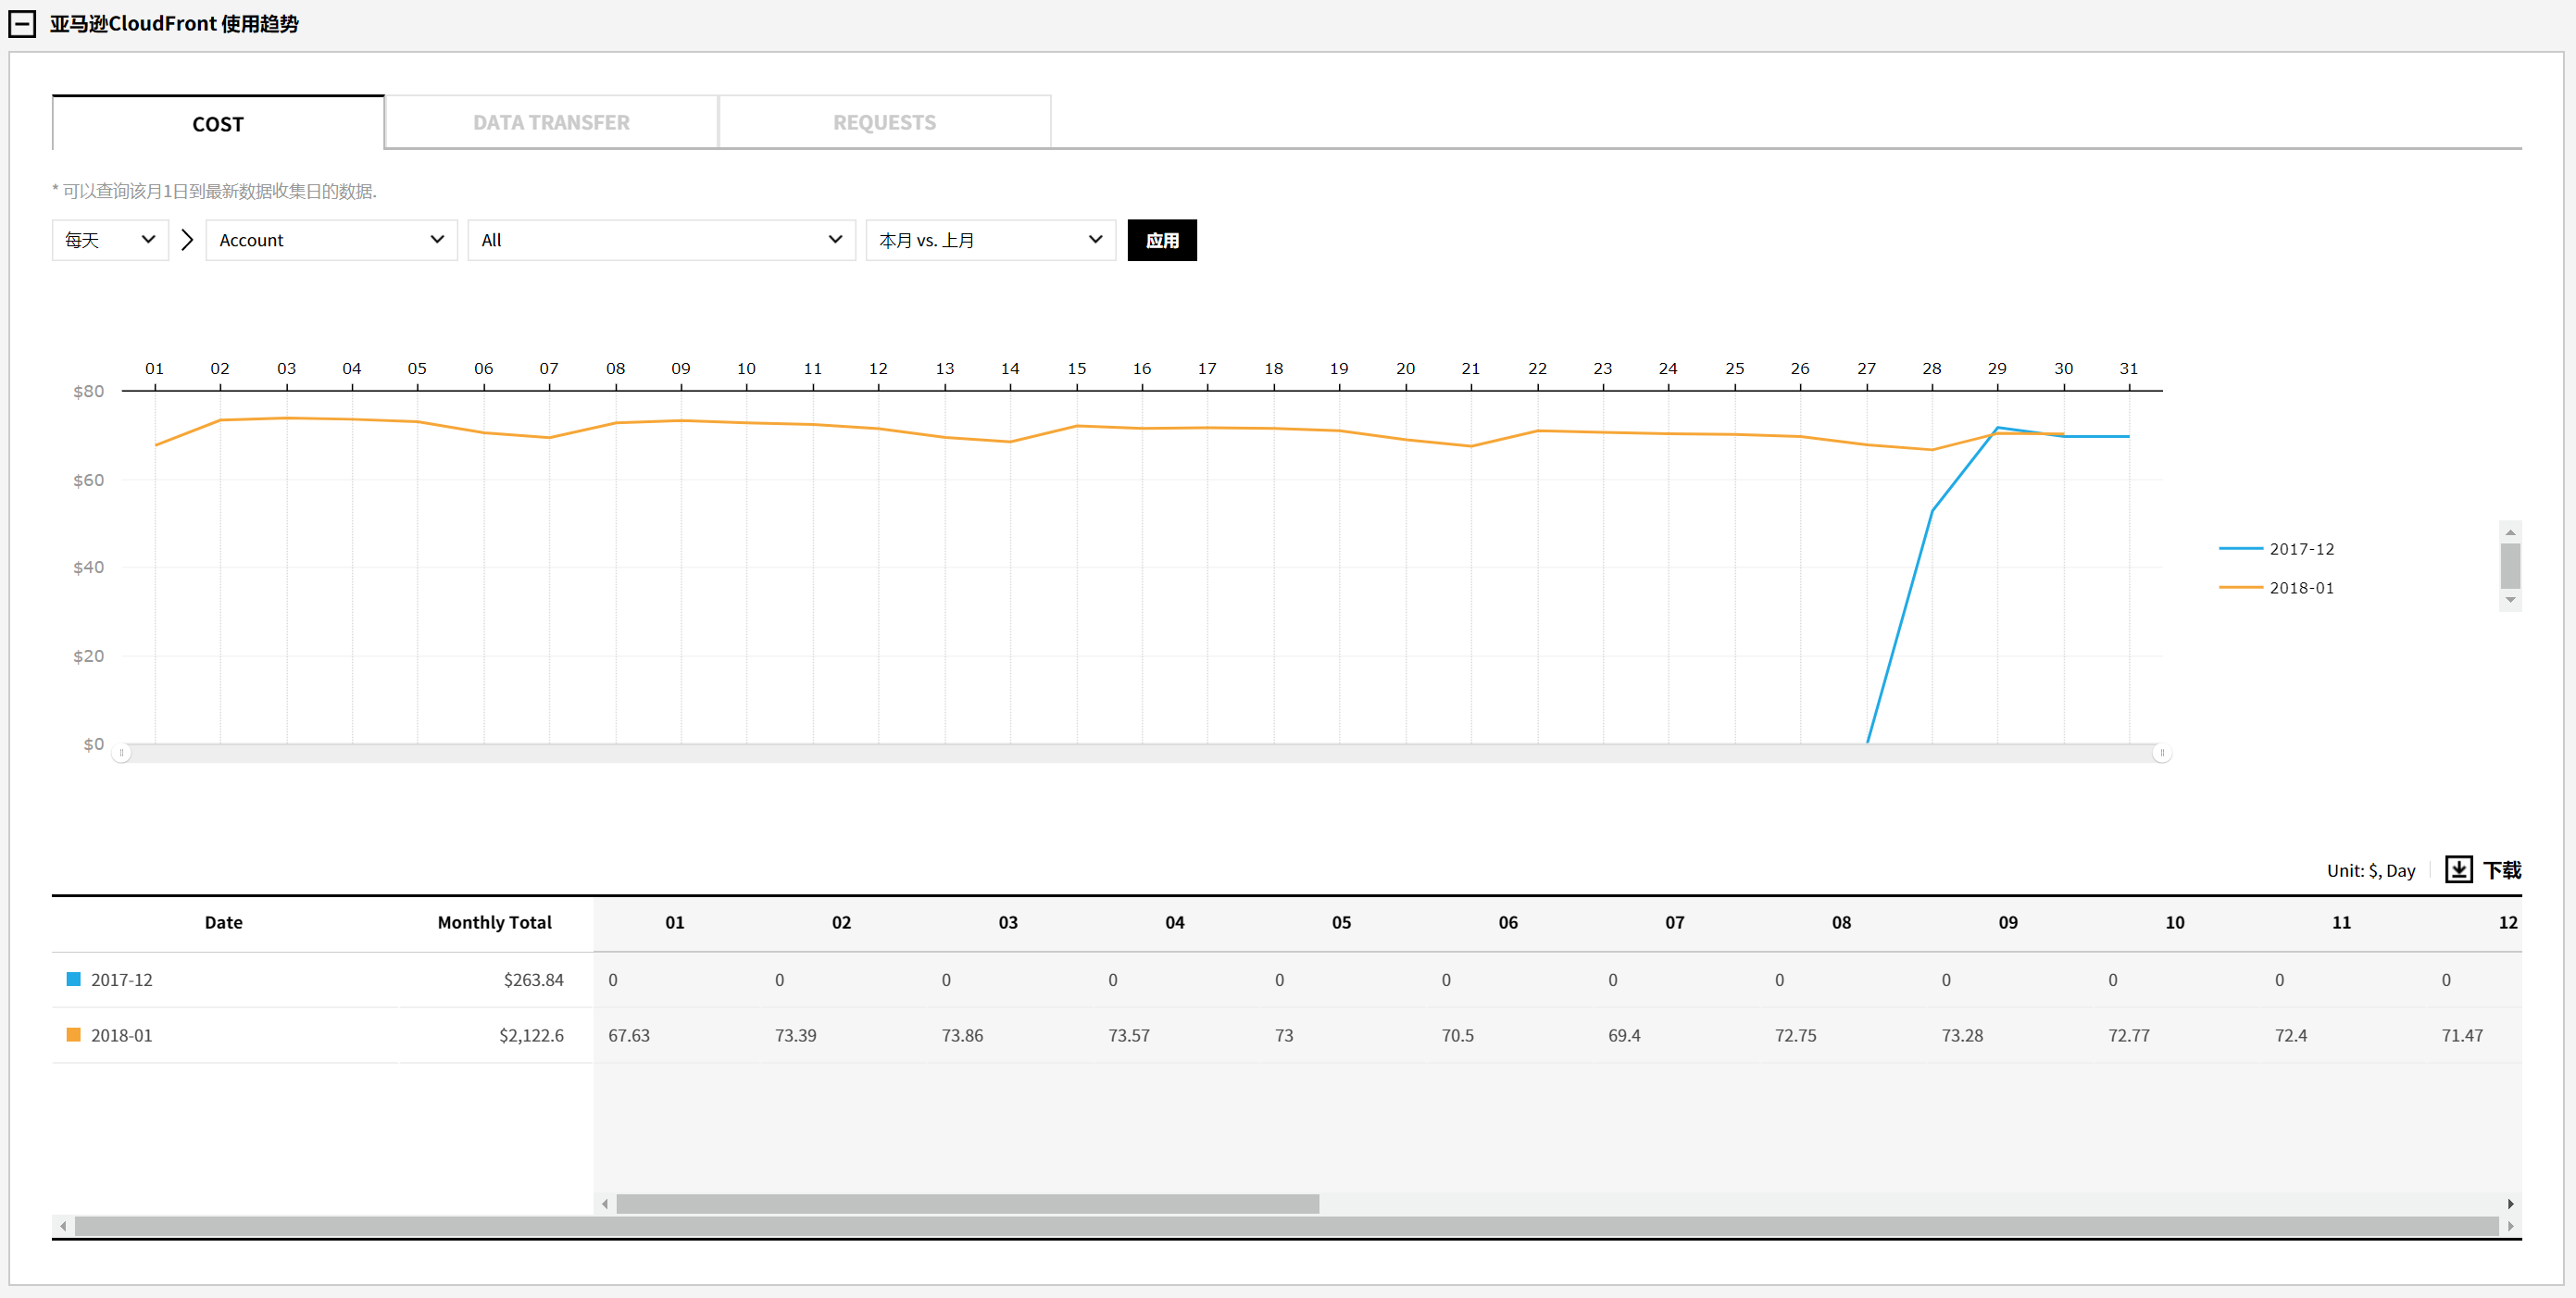 亚马逊CloudFront 使用趋势
COST DATA TRANSFER REQUESTS
* 可以查询该月1日到最新数据收集日的数据.
每天 Account All 本月 vs. 上月 应用
01 02 03 04 05 06 07 08 09 10 11 12 13 14 15 16 17 18 19 20 21 22 23 24 25 26 27 28 29 30 31
$80
$60
$40
$20
$0
2017-12
2018-01
Unit: $, Day 下载
Date Monthly Total 01 02 03 04 05 06 07 08 09 10 11 12
2017-12 $263.84 0 0 0 0 0 0 0 0 0 0 0 0
2018-01 $2,122.6 67.63 73.39 73.86 73.57 73 70.5 69.4 72.75 73.28 72.77 72.4 71.47